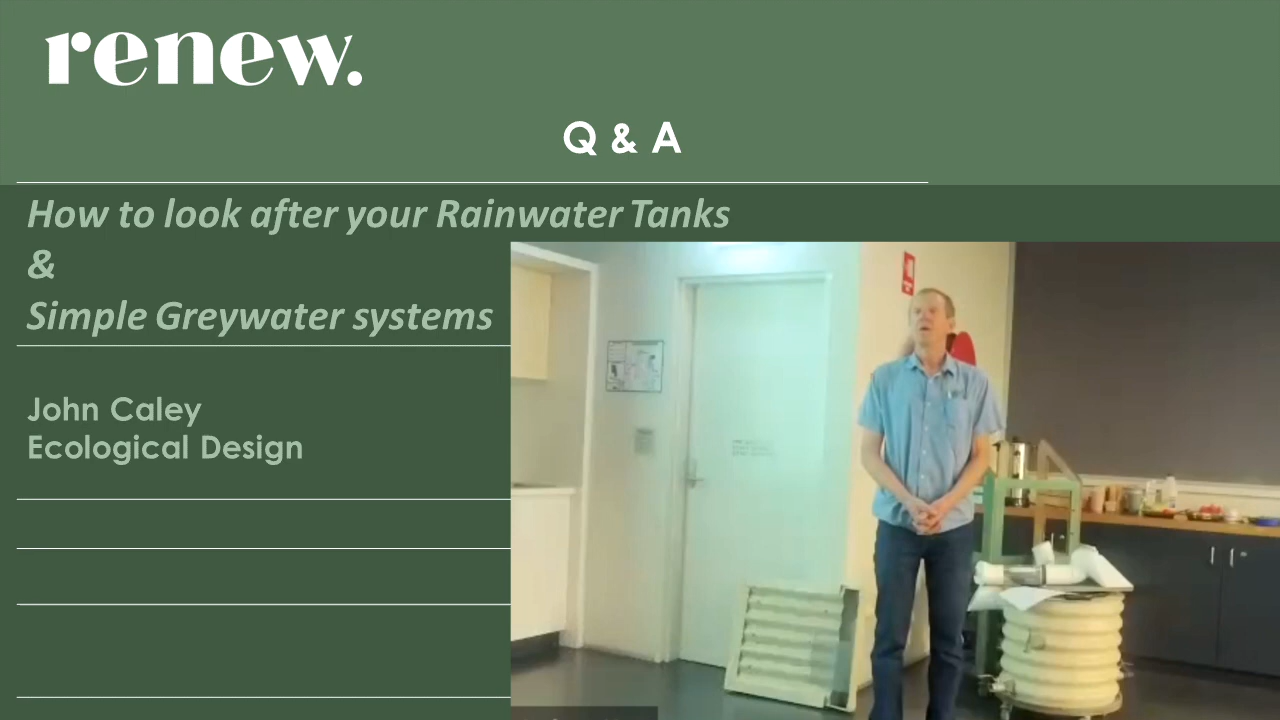 renew.
Q & A
How to look after your Rainwater Tanks
&
Simple Greywater systems
John Caley
Ecological Design